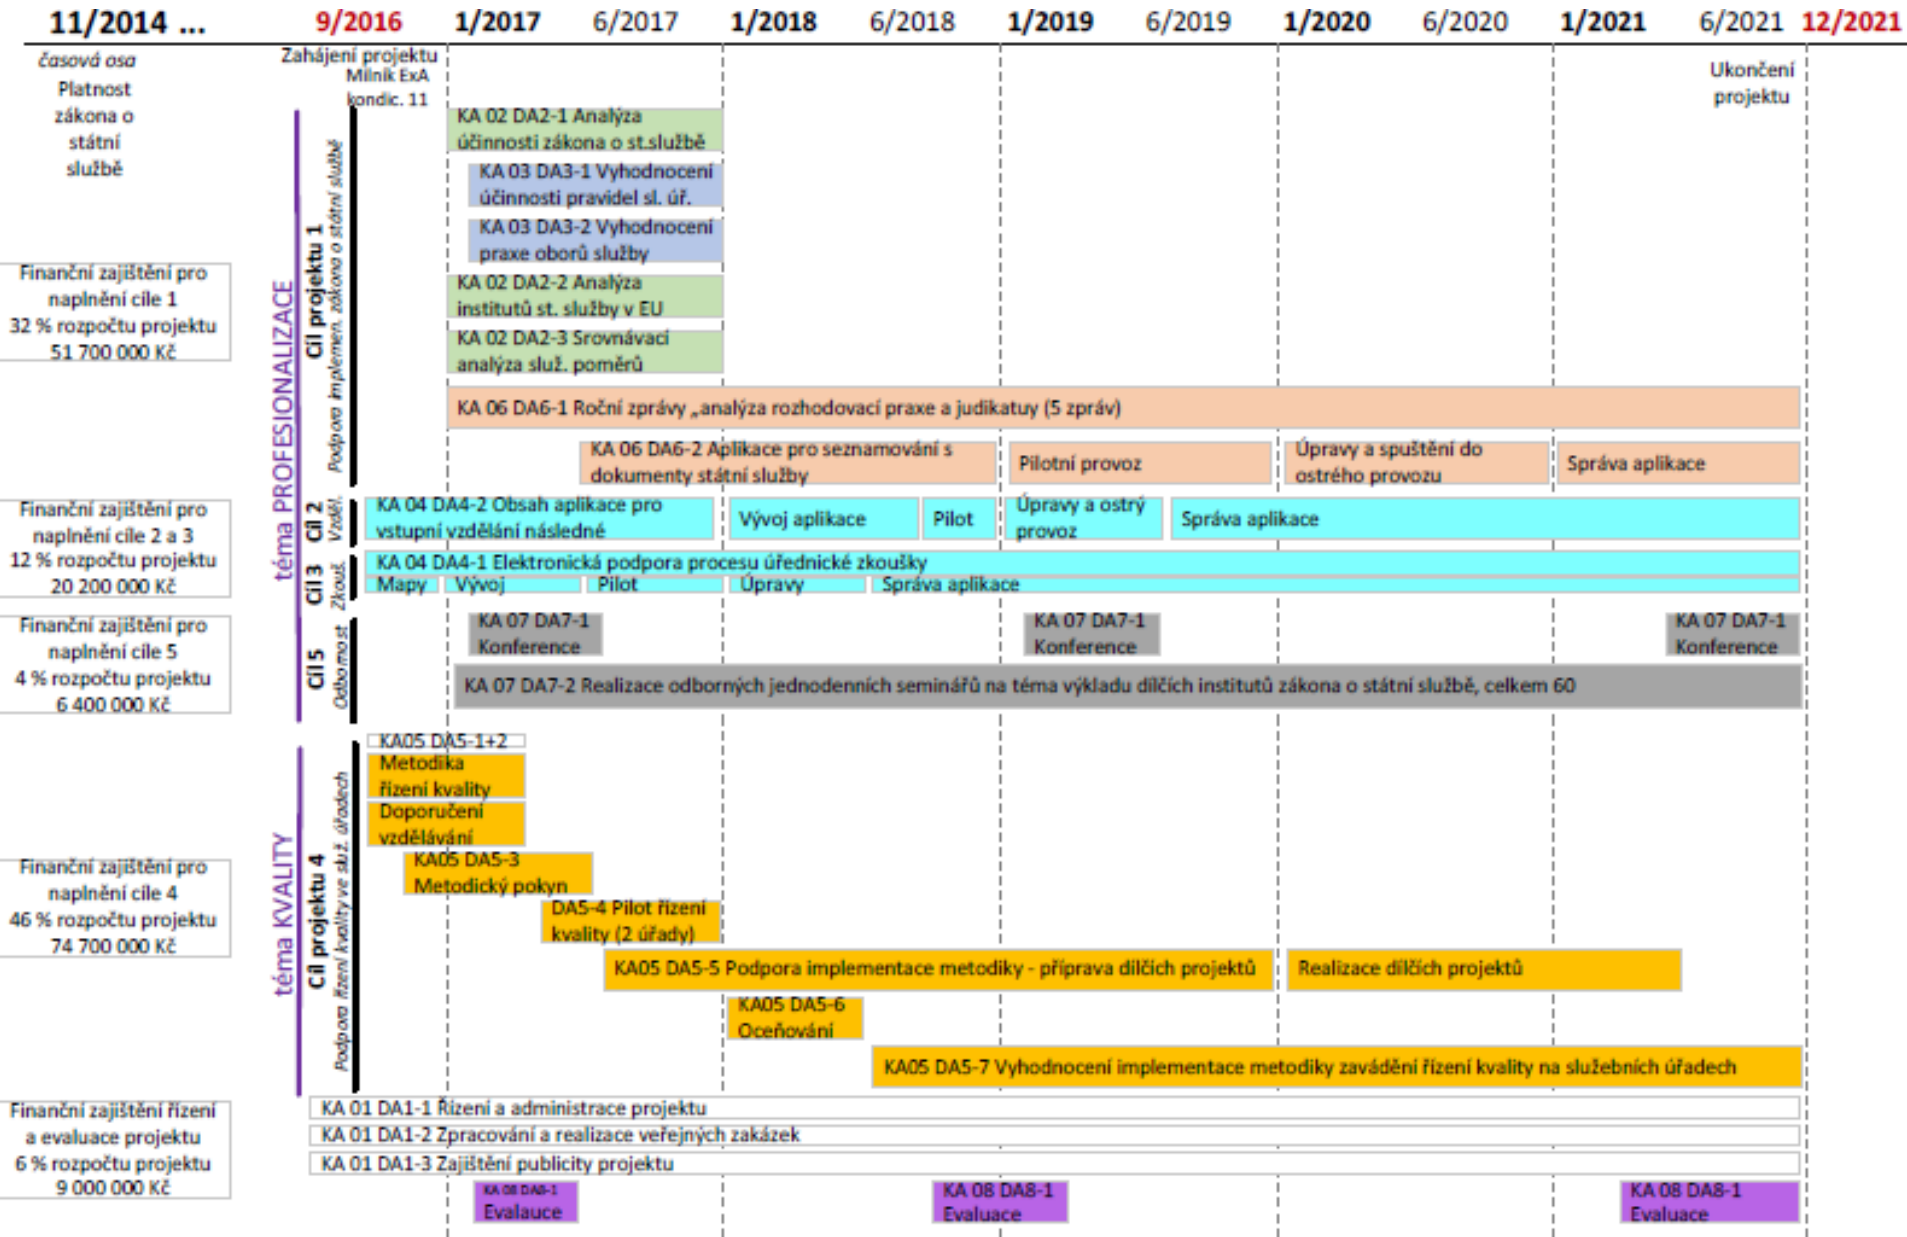 11/2014 ... 9/2016 1/2017 6/2017 1/2018 6/2018 1/2019 6/2019 1/2020 6/2020 1/2021 6/2021 12/2021
časová osa
Platnost
zákona o
státní
službě
Zahájení projektu
Milník ExA
kondic. 11
Ukončení
projektu
Finanční zajištění pro
naplnění cíle 1
32 % rozpočtu projektu
51 700 000 Kč
Finanční zajištění pro
naplnění cíle 2 a 3
12 % rozpočtu projektu
20 200 000 Kč
Finanční zajištění pro
naplnění cíle 5
4 % rozpočtu projektu
6 400 000 Kč
Finanční zajištění pro
naplnění cíle 4
46 % rozpočtu projektu
74 700 000 Kč
Finanční zajištění řízení
a evaluace projektu
6 % rozpočtu projektu
9 000 000 Kč
téma PROFESIONALIZACE
Cíl projektu 1
Podpora implemen. zákona o státní službě
KA 02 DA2-1 Analýza
účinnosti zákona o st.službě
KA 03 DA3-1 Vyhodnocení
účinnosti pravidel sl. úř.
KA 03 DA3-2 Vyhodnocení
praxe oborů služby
KA 02 DA2-2 Analýza
institutů st. služby v EU
KA 02 DA2-3 Srovnávací
analýza služ. poměrů
KA 06 DA6-1 Roční zprávy „analýza rozhodovací praxe a judikatuy (5 zpráv)
KA 06 DA6-2 Aplikace pro seznamování s
dokumenty státní služby
Pilotní provoz
Úpravy a spuštění do
ostrého provozu
Správa aplikace
Cíl 2
Vzděl.
KA 04 DA4-2 Obsah aplikace pro
vstupní vzdělání následné
Vývoj aplikace
Pilot
Úpravy a ostrý
provoz
Správa aplikace
Cíl 3
Zkouš.
KA 04 DA4-1 Elektronická podpora procesu úřednické zkoušky
Mapy Vývoj Pilot Úpravy Správa aplikace
Cíl 5
Odbornost
KA 07 DA7-1
Konference
KA 07 DA7-1
Konference
KA 07 DA7-1
Konference
KA 07 DA7-2 Realizace odborných jednodenních seminářů na téma výkladu dílčích institutů zákona o státní službě, celkem 60
téma KVALITY
Cíl projektu 4
Podpora řízení kvality ve služ. úřadech
KA05 DA5-1+2
Metodika
řízení kvality
Doporučení
vzdělávání
KA05 DA5-3
Metodický pokyn
DA5-4 Pilot řízení
kvality (2 úřady)
KA05 DA5-5 Podpora implementace metodiky - příprava dílčích projektů
Realizace dílčích projektů
KA05 DA5-6
Oceňování
KA05 DA5-7 Vyhodnocení implementace metodiky zavádění řízení kvality na služebních úřadech
KA 01 DA1-1 Řízení a administrace projektu
KA 01 DA1-2 Zpracování a realizace veřejných zakázek
KA 01 DA1-3 Zajištění publicity projektu
KA 08 DA8-1
Evalauce
KA 08 DA8-1
Evaluace
KA 08 DA8-1
Evaluace